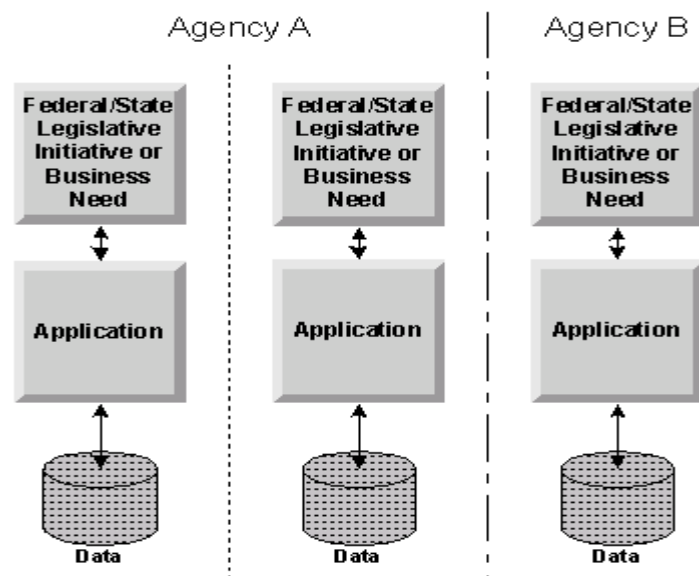 Agency A
Agency B
Federal/State
Legislative
Initiative or
Business
Need
Federal/State
Legislative
Initiative or
Business
Need
Federal/State
Legislative
Initiative or
Business
Need
Application
Application
Application
Data
Data
Data